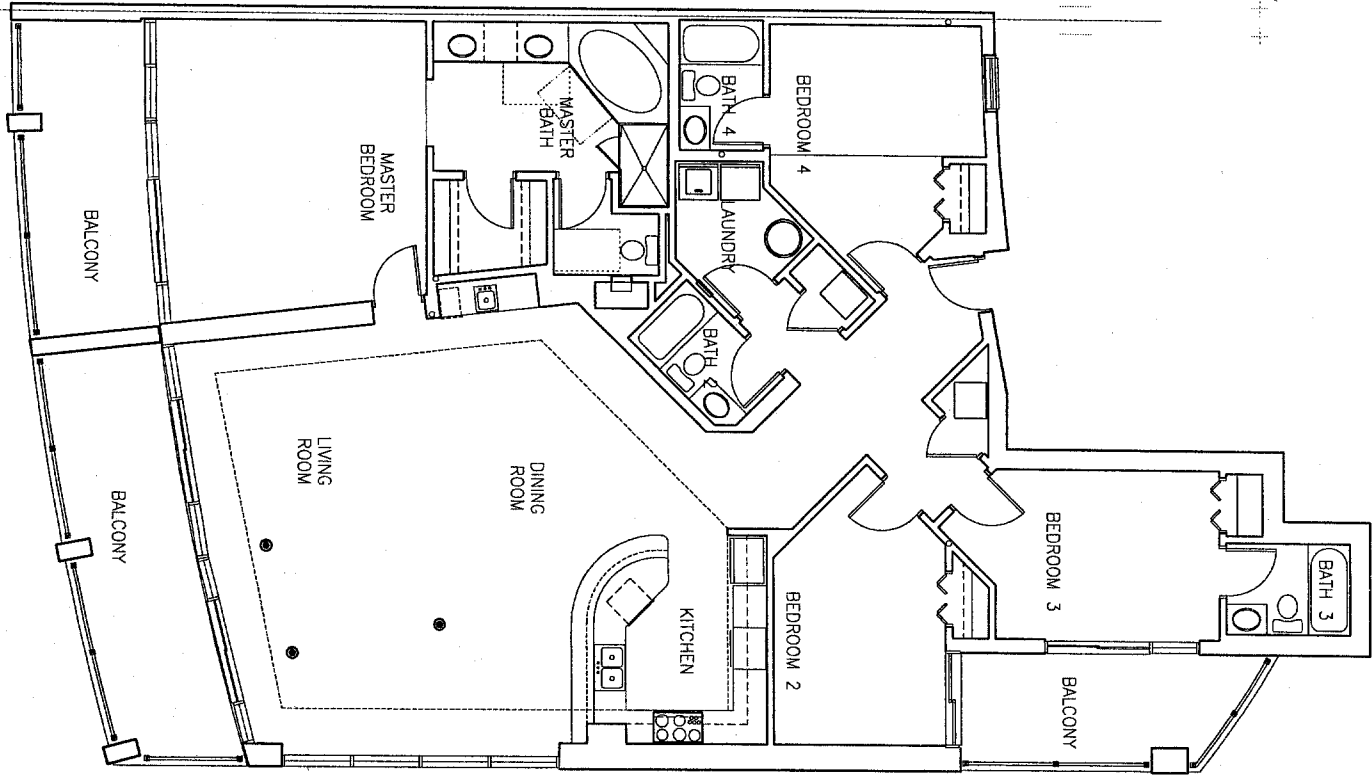 BALCONY
MASTER
BEDROOM
MASTER
BATH
BATH 4
BEDROOM 4
LAUNDRY
BATH 2
BALCONY
LIVING
ROOM
DINING
ROOM
KITCHEN
BEDROOM 2
BEDROOM 3
BATH 3
BALCONY